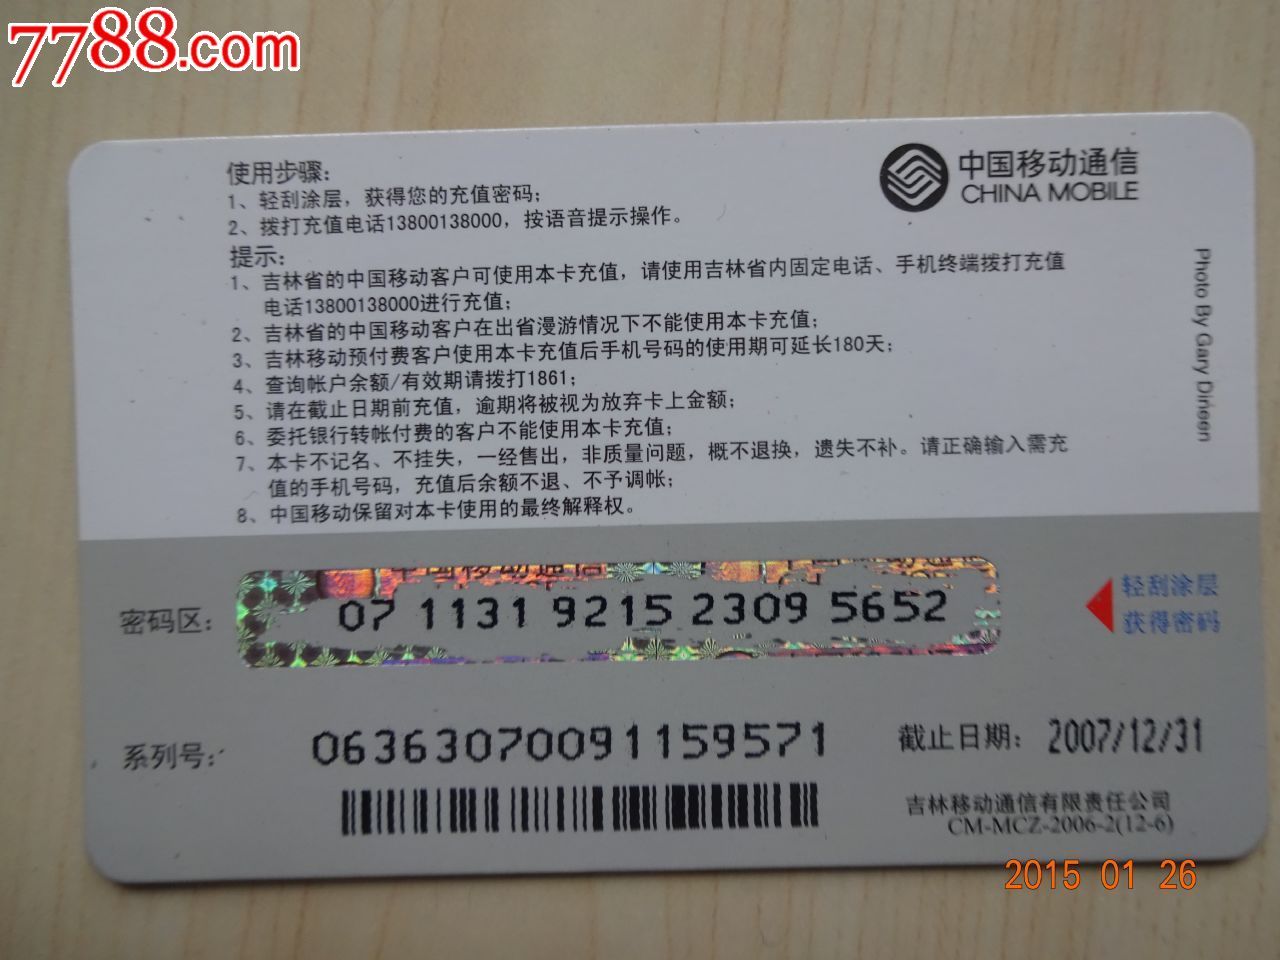 7788.com
中国移动通信
CHINA MOBILE
使用步骤：
1、轻刮涂层，获得您的充值密码；
2、拨打充值电话13800138000，按语音提示操作。
提示：
1、吉林省的中国移动客户可使用本卡充值，请使用吉林省内固定电话、手机终端拨打充值
电话13800138000进行充值；
2、吉林省的中国移动客户在出省漫游情况下不能使用本卡充值；
3、吉林移动预付费客户使用本卡充值后手机号码的使用期可延长180天；
4、查询帐户余额/有效期请拨打1861；
5、请在截止日期前充值，逾期将被视为放弃卡上金额；
6、委托银行转帐付费的客户不能使用本卡充值；
7、本卡不记名、不挂失，一经售出，非质量问题，概不退换，遗失不补。请正确输入需充
值的手机号码，充值后余额不退、不予调帐；
8、中国移动保留对本卡使用的最终解释权。
Photo By Gary Dineen
密码区：
07 1131 9215 2309 5652
轻刮涂层
获得密码
系列号：
06363070091159571
截止日期：2007/12/31
吉林移动通信有限责任公司
CM-MCZ-2006-2(12-6)
2015 01 26